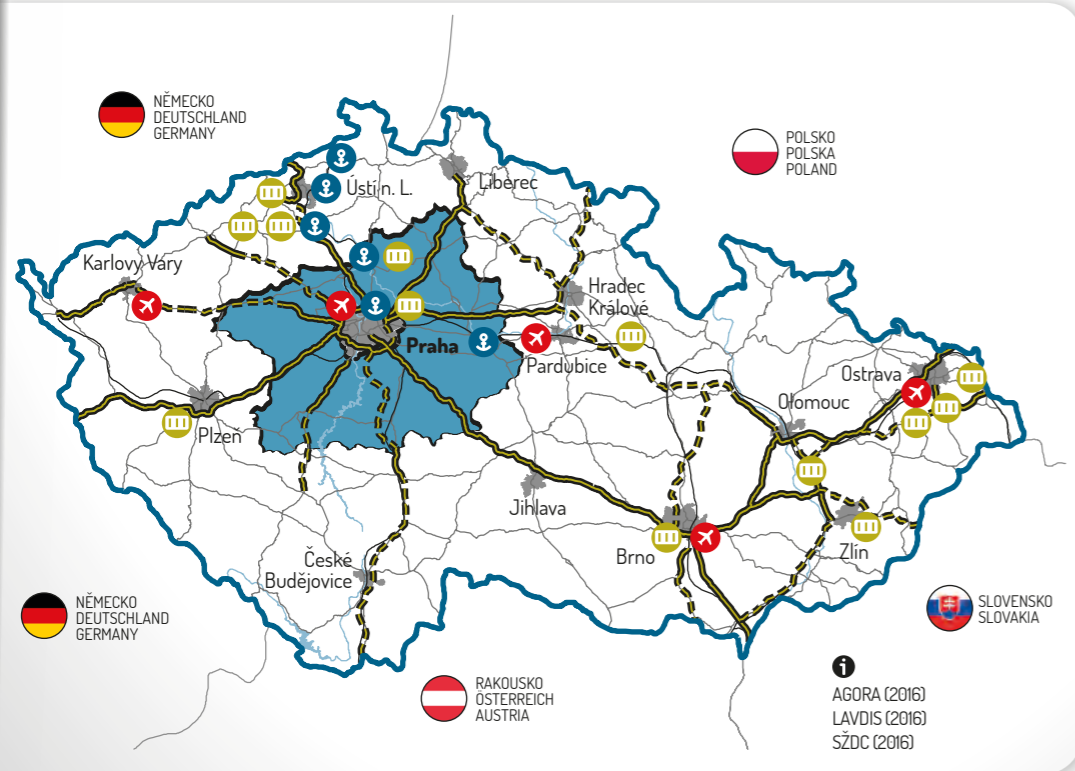 NĚMECKO
DEUTSCHLAND
GERMANY
POLSKO
POLSKA
POLAND
Ústí n. L.
Liberec
Karlovy Vary
Hradec
Králové
Praha
Pardubice
Ostrava
Olomouc
Plzeň
Jihlava
Brno
Zlín
České
Budějovice
NĚMECKO
DEUTSCHLAND
GERMANY
SLOVENSKO
SLOVAKIA
RAKOUSKO
ÖSTERREICH
AUSTRIA
i
AGORA (2016)
LAVDIS (2016)
SŽDC (2016)